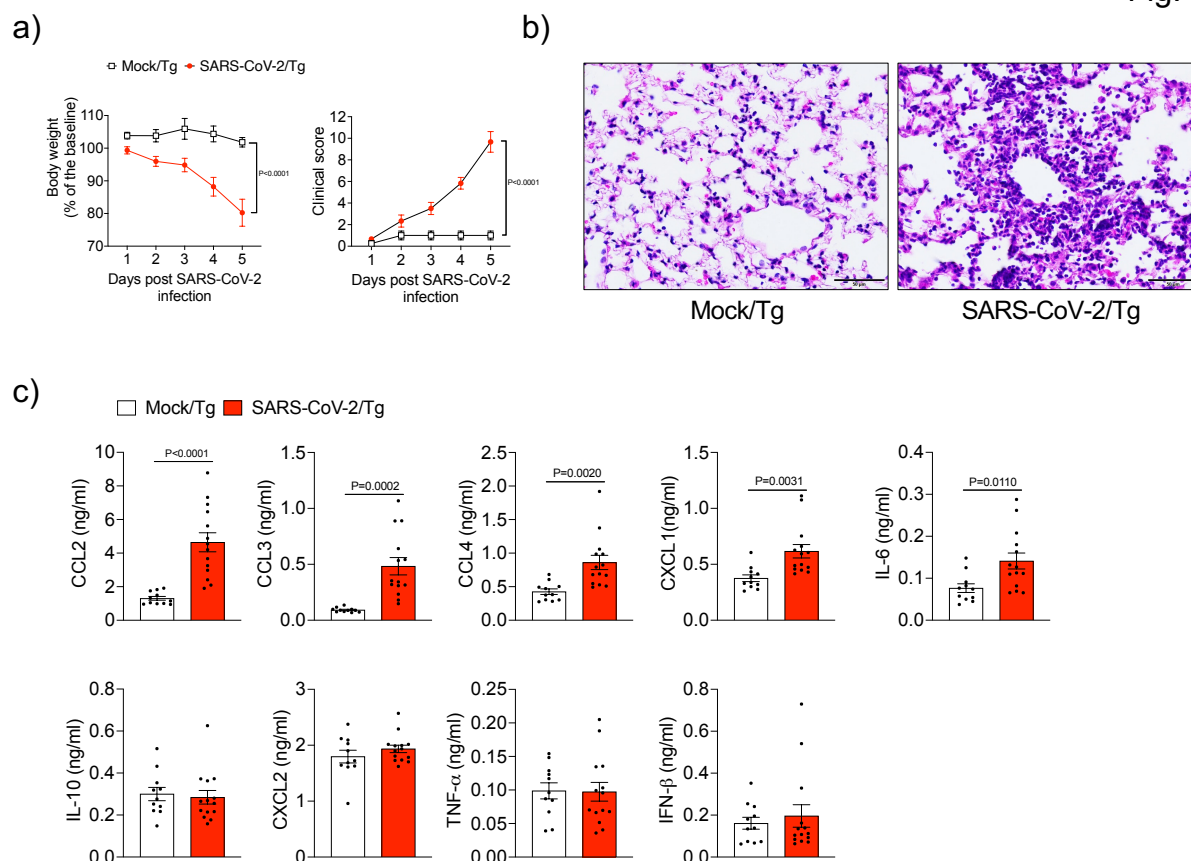 Fig.
a)
b)
Mock/Tg SARS-CoV-2/Tg
Body weight
(% of the baseline)
110
100
90
80
70
P<0.0001
1 2 3 4 5
Days post SARS-CoV-2
infection
Clinical score
12
10
8
6
4
2
0
P<0.0001
1 2 3 4 5
Days post SARS-CoV-2
infection
50 µm
50 µm
Mock/Tg
SARS-CoV-2/Tg
c)
Mock/Tg SARS-CoV-2/Tg
CCL2 (ng/ml)
10
8
6
4
2
0
P<0.0001
CCL3 (ng/ml)
1.5
1.0
0.5
0.0
P=0.0002
CCL4 (ng/ml)
2.5
2.0
1.5
1.0
0.5
0.0
P=0.0020
CXCL1(ng/ml)
1.5
1.0
0.5
0.0
P=0.0031
IL-6 (ng/ml)
0.4
0.3
0.2
0.1
0.0
P=0.0110
IL-10 (ng/ml)
0.8
0.6
0.4
0.2
0.0
CXCL2 (ng/ml)
3
2
1
0
TNF-α (ng/ml)
0.25
0.20
0.15
0.10
0.05
0.00
IFN-β (ng/ml)
0.8
0.6
0.4
0.2
0.0